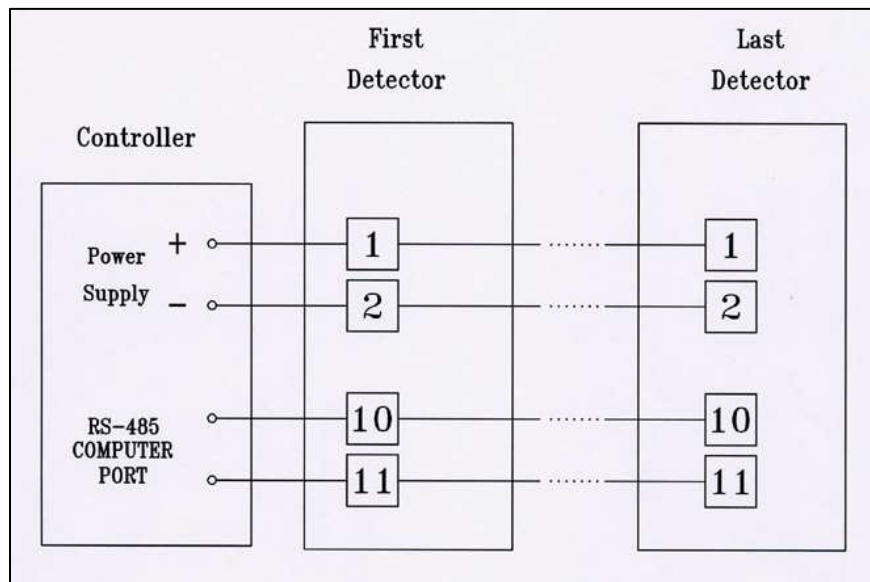 First
Detector
Last
Detector
Controller
Power
Supply
+
-
RS-485
COMPUTER
PORT
1
2
10
11
1
2
10
11